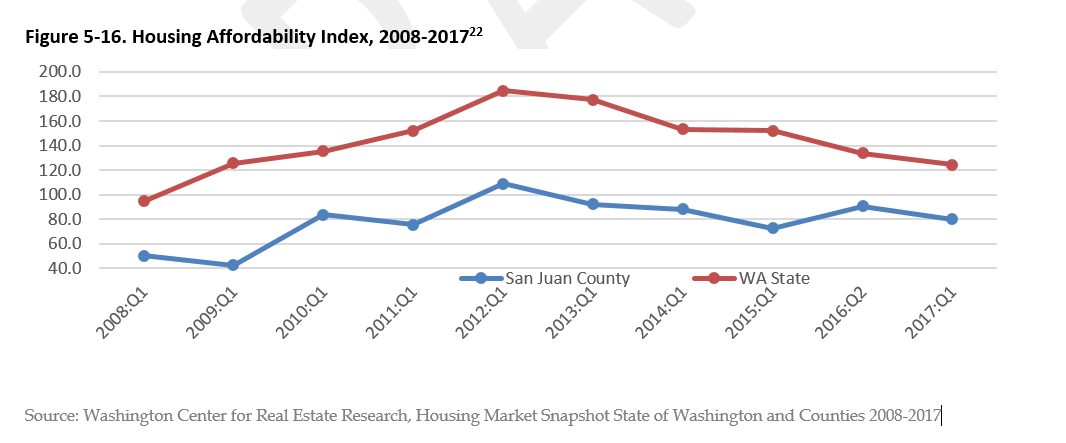 Figure 5-16. Housing Affordability Index, 2008-2017²²
200.0
180.0
160.0
140.0
120.0
100.0
80.0
60.0
40.0
San Juan County
WA State
2008:Q1
2009:Q1
2010:Q1
2011:Q1
2012:Q1
2013:Q1
2014:Q1
2015:Q1
2016:Q2
2017:Q1
Source: Washington Center for Real Estate Research, Housing Market Snapshot State of Washington and Counties 2008-2017